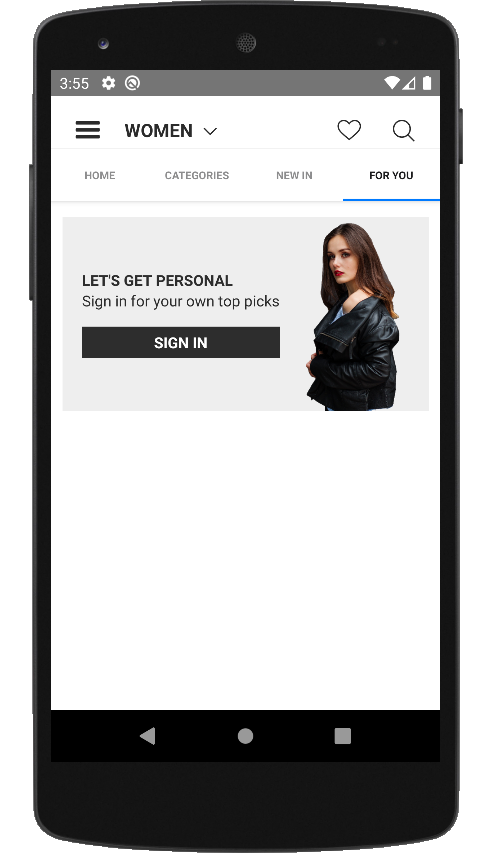 3:55
WOMEN
HOME CATEGORIES NEW IN FOR YOU
LET'S GET PERSONAL
Sign in for your own top picks
SIGN IN